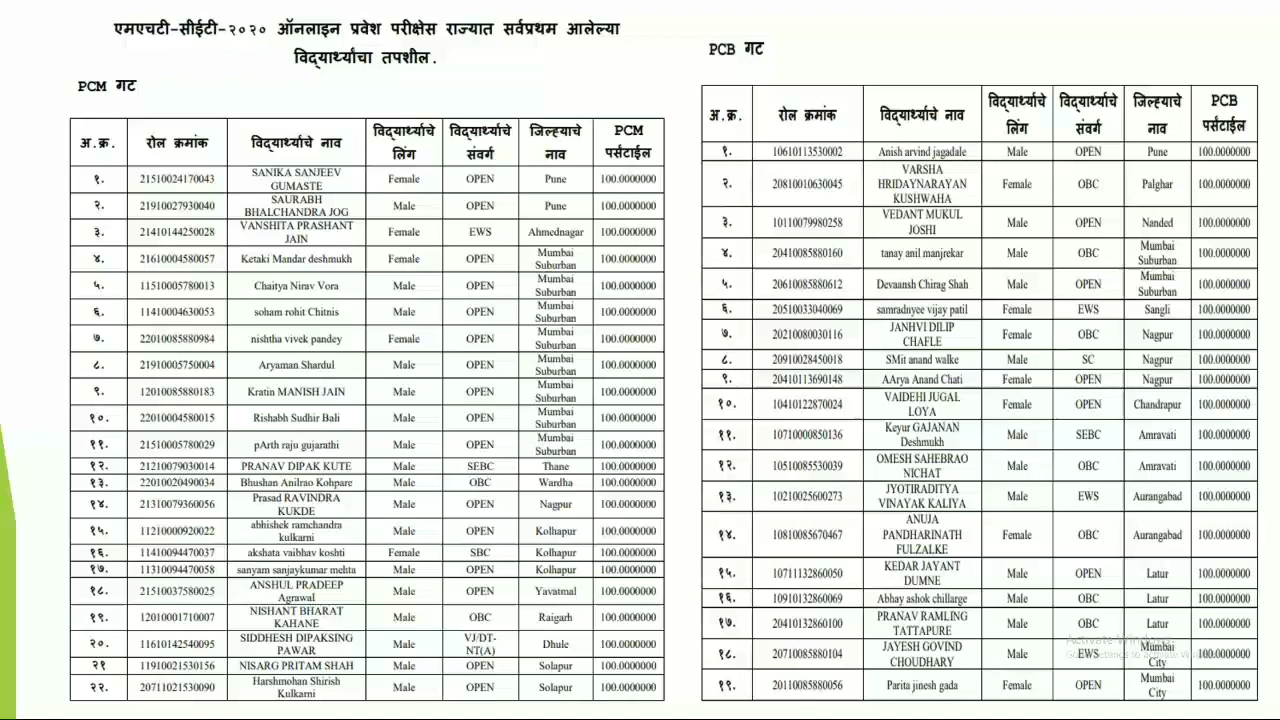 एमएचटी-सीईटी-२०२० ऑनलाइन प्रवेश परीक्षेस राज्यात सर्वप्रथम आलेल्या
विद्यार्थ्यांचा तपशील.
PCM गट
अ.क्र. रोल क्रमांक विद्यार्थ्याचे नाव विद्यार्थ्याचे लिंग विद्यार्थ्याचे संवर्ग जिल्ह्याचे नाव PCM पर्संटाईल
१. 21510024170043 SANIKA SANJEEV GUMASTE Female OPEN Pune 100.0000000
२. 21910027930040 SAURABH BHALCHANDRA JOG Male OPEN Pune 100.0000000
३. 21410144250028 VANSHITA PRASHANT JAIN Female EWS Ahmednagar 100.0000000
४. 21610004580057 Ketaki Mandar deshmukh Female OPEN Mumbai Suburban 100.0000000
५. 11510005780013 Chaitya Nirav Vora Male OPEN Mumbai Suburban 100.0000000
६. 11410004630053 soham rohit Chitnis Male OPEN Mumbai Suburban 100.0000000
७. 22010085880984 nishtha vivek pandey Female OPEN Mumbai Suburban 100.0000000
८. 21910005750004 Aryaman Shardul Male OPEN Mumbai Suburban 100.0000000
९. 12010085880183 Kratin MANISH JAIN Male OPEN Mumbai Suburban 100.0000000
१०. 22010004580015 Rishabh Sudhir Bali Male OPEN Mumbai Suburban 100.0000000
११. 21510005780029 pArth raju gujarathi Male OPEN Mumbai Suburban 100.0000000
१२. 21210079030014 PRANAV DIPAK KUTE Male SEBC Thane 100.0000000
१३. 22010020490034 Bhushan Anilrao Kohpare Male OBC Wardha 100.0000000
१४. 21310079360056 Prasad RAVINDRA KUKDE Male OPEN Nagpur 100.0000000
१५. 11210000920022 abhishek ramchandra kulkarni Male OPEN Kolhapur 100.0000000
१६. 11410094470037 akshata vaibhav koshti Female SBC Kolhapur 100.0000000
१७. 11310094470058 sanyam sanjaykumar mehta Male OPEN Kolhapur 100.0000000
१८. 21510037580025 ANSHUL PRADEEP Agrawal Male OPEN Yavatmal 100.0000000
१९. 12010001710007 NISHANT BHARAT KAHANE Male OBC Raigarh 100.0000000
२०. 11610142540095 SIDDHESH DIPAKSING PAWAR Male VJ/DT-NT(A) Dhule 100.0000000
२१ 11910021530156 NISARG PRITAM SHAH Male OPEN Solapur 100.0000000
२२. 20711021530090 Harshmohan Shirish Kulkarni Male OPEN Solapur 100.0000000
PCB गट
अ.क्र. रोल क्रमांक विद्यार्थ्याचे नाव विद्यार्थ्याचे लिंग विद्यार्थ्याचे संवर्ग जिल्ह्याचे नाव PCB पर्संटाईल
१. 10610113530002 Anish arvind jagadale Male OPEN Pune 100.0000000
२. 20810010630045 VARSHA HRIDAYNARAYAN KUSHWAHA Female OBC Palghar 100.0000000
३. 10110079980258 VEDANT MUKUL JOSHI Male OPEN Nanded 100.0000000
४. 20410085880160 tanay anil manjrekar Male OBC Mumbai Suburban 100.0000000
५. 20610085880612 Devaansh Chirag Shah Male OPEN Mumbai Suburban 100.0000000
६. 20510033040069 samradnyee vijay patil Female EWS Sangli 100.0000000
७. 20210080030116 JANHVI DILIP CHAFLE Female OBC Nagpur 100.0000000
८. 20910028450018 SMit anand walke Male SC Nagpur 100.0000000
९. 20410113690148 AArya Anand Chati Female OPEN Nagpur 100.0000000
१०. 10410122870024 VAIDEHI JUGAL LOYA Female OPEN Chandrapur 100.0000000
११. 10710000850136 Keyur GAJANAN Deshmukh Male SEBC Amravati 100.0000000
१२. 10510085530039 OMESH SAHEBRAO NICHAT Male OBC Amravati 100.0000000
१३. 10210025600273 JYOTIRADITYA VINAYAK KALIYA Male EWS Aurangabad 100.0000000
१४. 10810085670467 ANUJA PANDHARINATH FULZALKE Female OBC Aurangabad 100.0000000
१५. 10711132860050 KEDAR JAYANT DUMNE Male OPEN Latur 100.0000000
१६. 10910132860069 Abhay ashok chillarge Male OBC Latur 100.0000000
१७. 20410132860100 PRANAV RAMLING TATTAPURE Male OBC Latur 100.0000000
१८. 20710085880104 JAYESH GOVIND CHOUDHARY Male EWS Mumbai City 100.0000000
१९. 20110085880056 Parita jinesh gada Female OPEN Mumbai City 100.0000000
Activate Windows